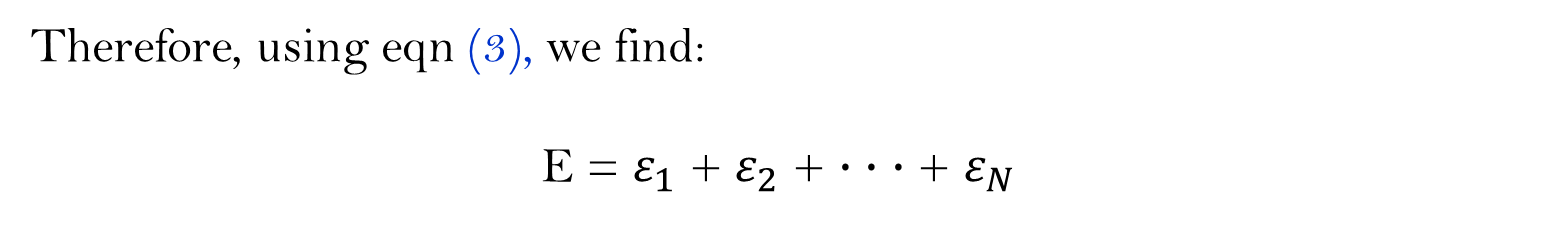 Therefore, using eqn (3), we find:
E = ε₁ + ε₂ + · · · + ε_N